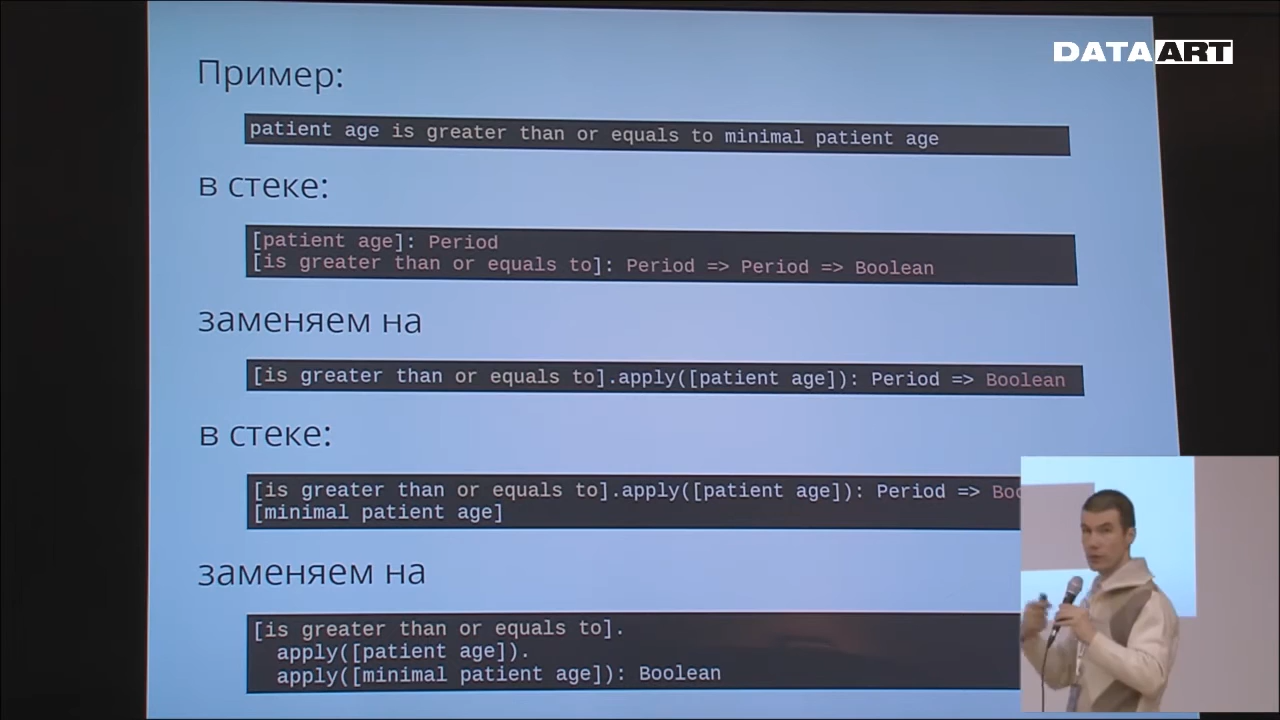 DATAART
Пример:
patient age is greater than or equals to minimal patient age
в стеке:
[patient age]: Period
[is greater than or equals to]: Period => Period => Boolean
заменяем на
[is greater than or equals to].apply([patient age]): Period => Boolean
в стеке:
[is greater than or equals to].apply([patient age]): Period => Boo
[minimal patient age]
заменяем на
[is greater than or equals to].
apply([patient age]).
apply([minimal patient age]): Boolean